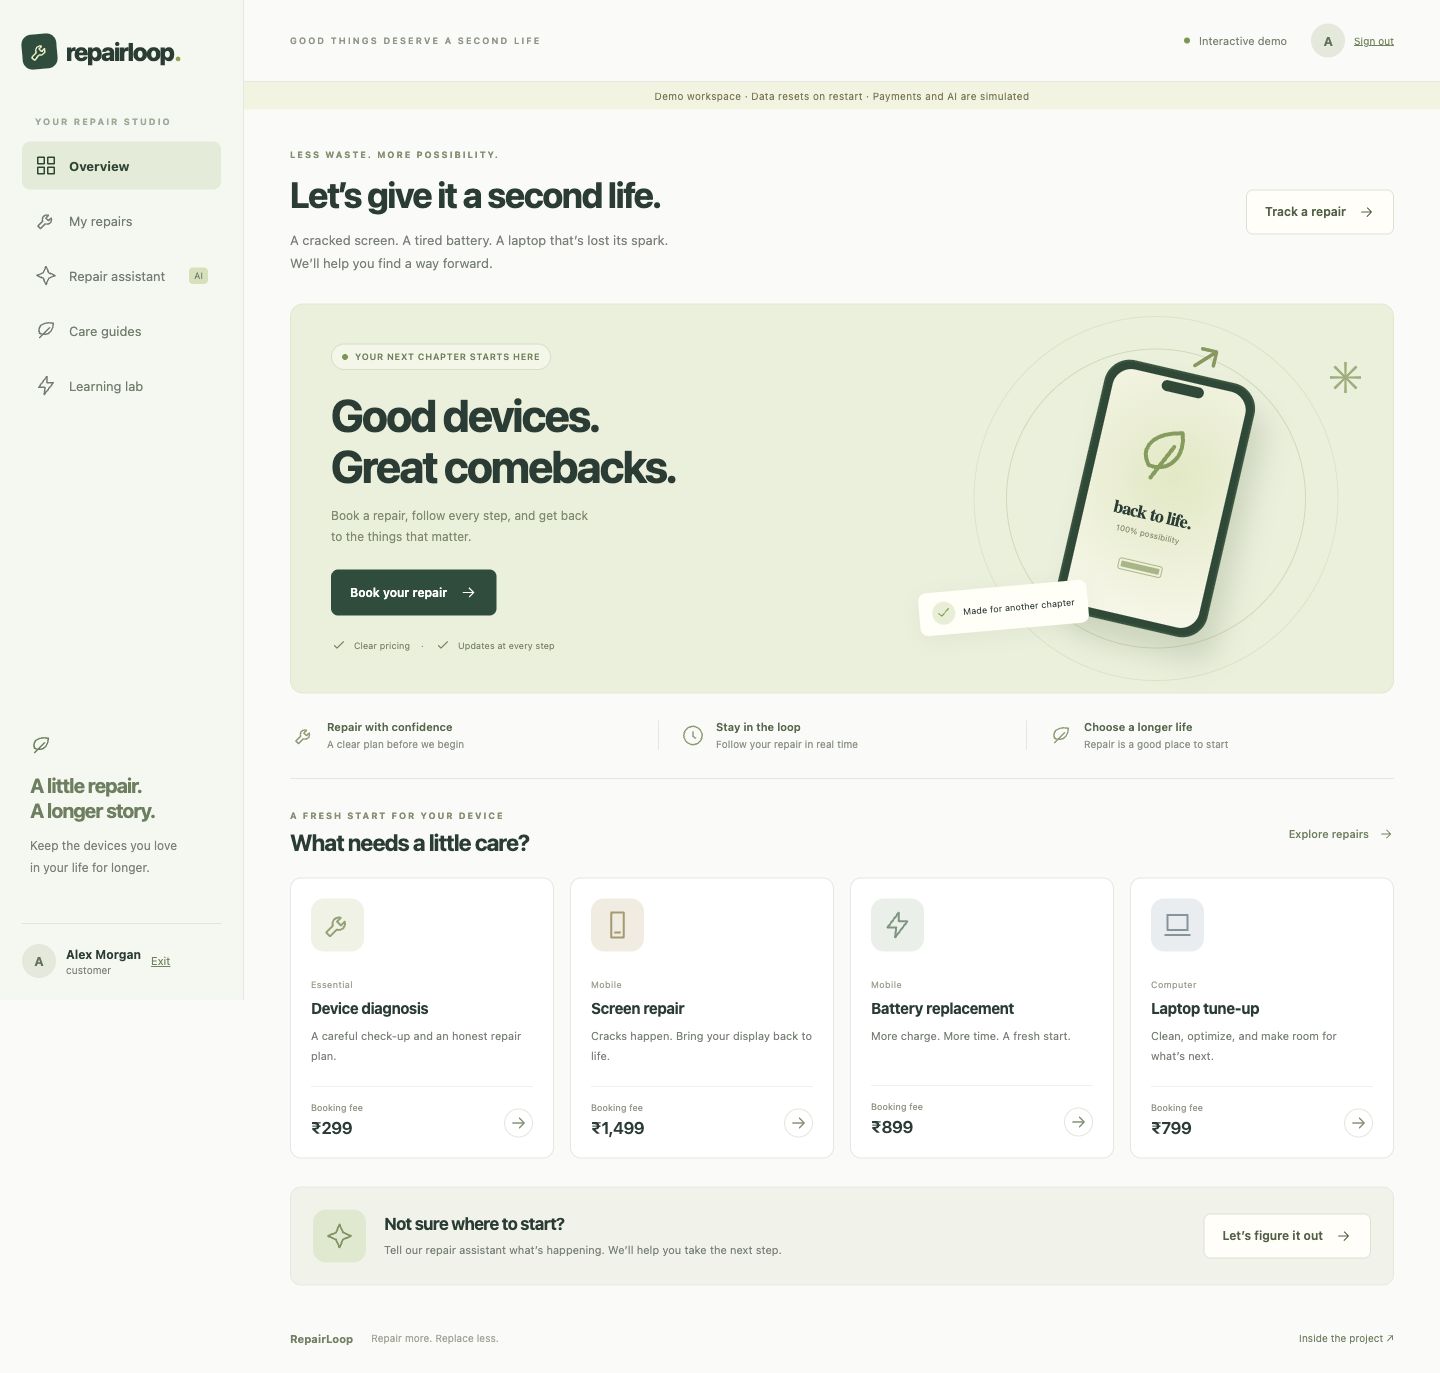 repairloop.
YOUR REPAIR STUDIO
Overview
My repairs
Repair assistant AI
Care guides
Learning lab
A little repair.
A longer story.
Keep the devices you love
in your life for longer.
A
Alex Morgan
customer
Exit
GOOD THINGS DESERVE A SECOND LIFE
Interactive demo
A
Sign out
Demo workspace · Data resets on restart · Payments and AI are simulated
LESS WASTE. MORE POSSIBILITY.
Let’s give it a second life.
A cracked screen. A tired battery. A laptop that’s lost its spark.
We’ll help you find a way forward.
Track a repair
YOUR NEXT CHAPTER STARTS HERE
Good devices.
Great comebacks.
Book a repair, follow every step, and get back
to the things that matter.
Book your repair
Clear pricing · Updates at every step
back to life.
100% possibility
Made for another chapter
Repair with confidence
A clear plan before we begin
Stay in the loop
Follow your repair in real time
Choose a longer life
Repair is a good place to start
A FRESH START FOR YOUR DEVICE
What needs a little care?
Explore repairs
Essential
Device diagnosis
A careful check-up and an honest repair
plan.
Booking fee
₹299
Mobile
Screen repair
Cracks happen. Bring your display back to
life.
Booking fee
₹1,499
Mobile
Battery replacement
More charge. More time. A fresh start.
Booking fee
₹899
Computer
Laptop tune-up
Clean, optimize, and make room for
what’s next.
Booking fee
₹799
Not sure where to start?
Tell our repair assistant what’s happening. We’ll help you take the next step.
Let’s figure it out
RepairLoop
Repair more. Replace less.
Inside the project ↗